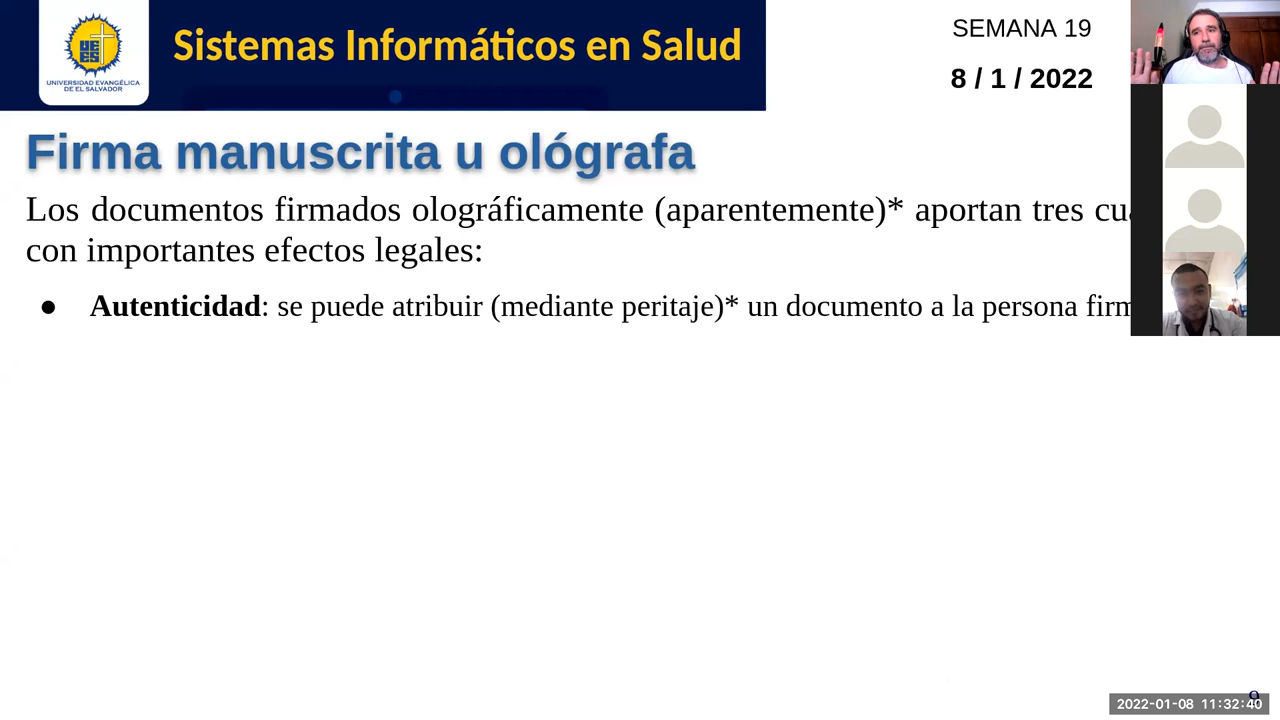 UNIVERSIDAD EVANGÉLICA
DE EL SALVADOR
Sistemas Informáticos en Salud
SEMANA 19
8 / 1 / 2022
Firma manuscrita u ológrafa
Los documentos firmados olográficamente (aparentemente)* aportan tres
con importantes efectos legales:
● Autenticidad: se puede atribuir (mediante peritaje)* un documento a la persona
9
2022-01-08 11:32:40